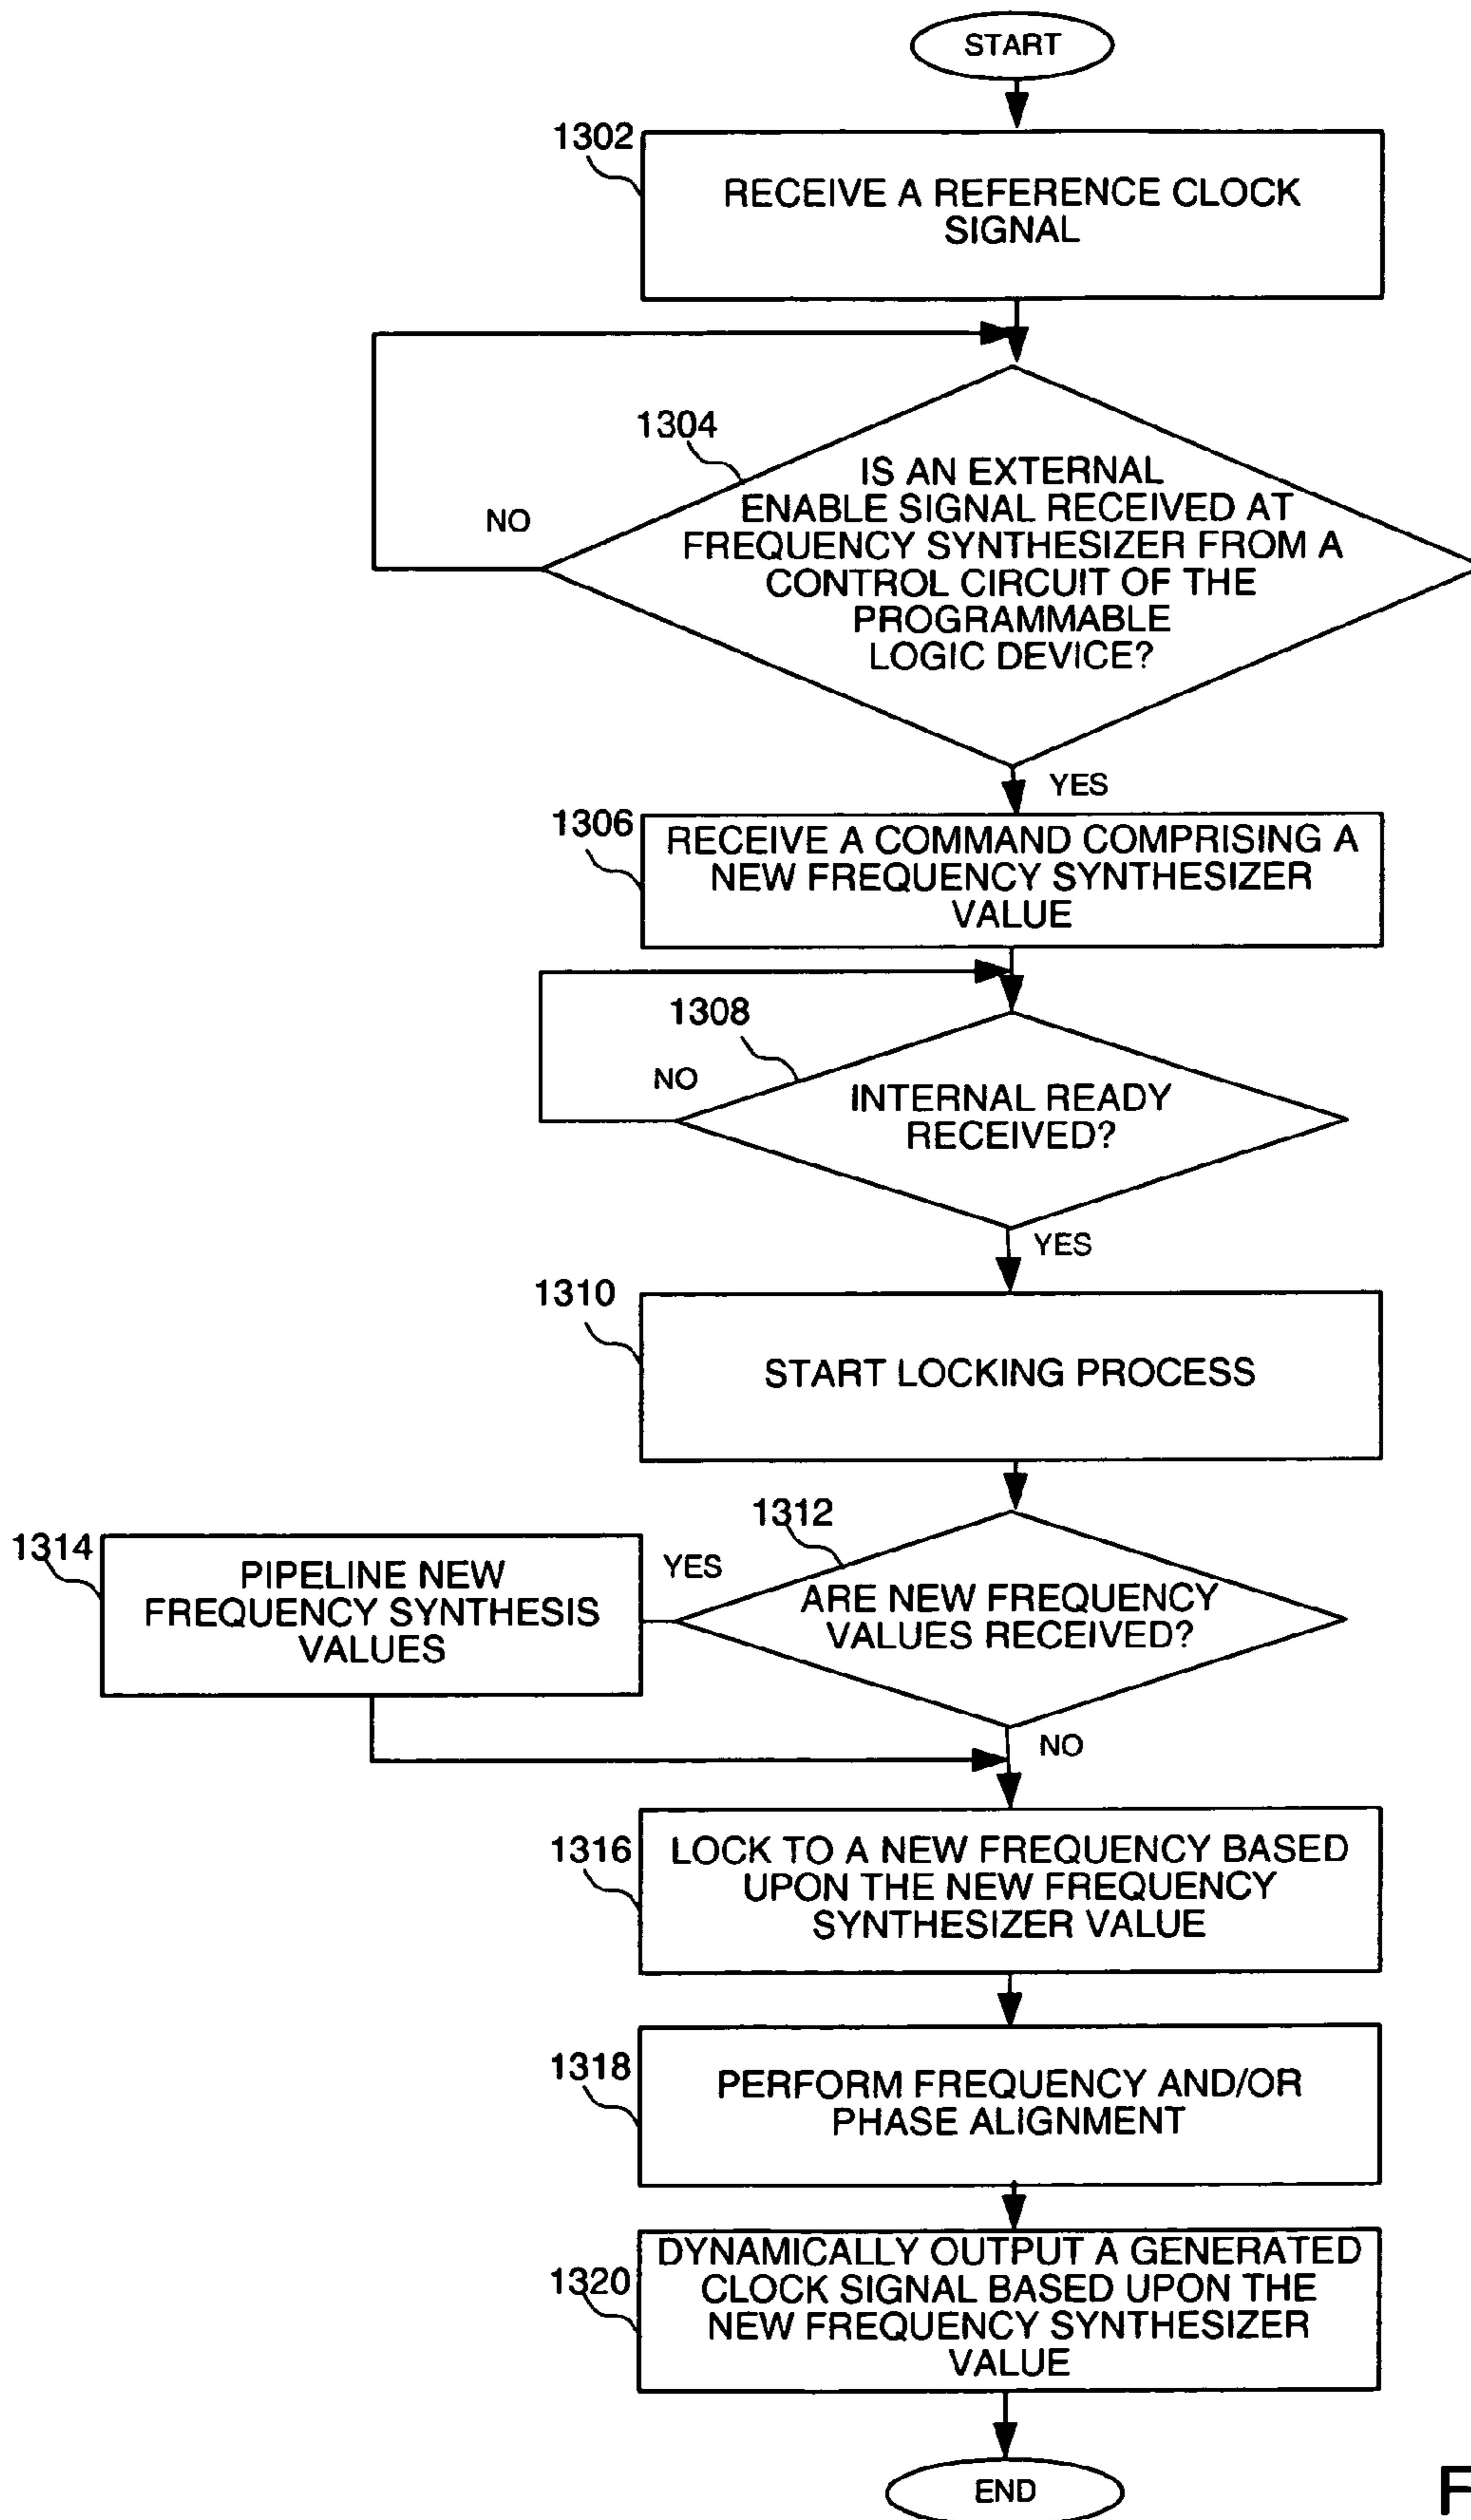 START
1302
RECEIVE A REFERENCE CLOCK
SIGNAL
1304
IS AN EXTERNAL
ENABLE SIGNAL RECEIVED AT
FREQUENCY SYNTHESIZER FROM A
CONTROL CIRCUIT OF THE
PROGRAMMABLE
LOGIC DEVICE?
NO
YES
1306
RECEIVE A COMMAND COMPRISING A
NEW FREQUENCY SYNTHESIZER
VALUE
1308
NO
INTERNAL READY
RECEIVED?
YES
1310
START LOCKING PROCESS
1312
ARE NEW FREQUENCY
VALUES RECEIVED?
YES
1314
PIPELINE NEW
FREQUENCY SYNTHESIS
VALUES
NO
1316
LOCK TO A NEW FREQUENCY BASED
UPON THE NEW FREQUENCY
SYNTHESIZER VALUE
1318
PERFORM FREQUENCY AND/OR
PHASE ALIGNMENT
1320
DYNAMICALLY OUTPUT A GENERATED
CLOCK SIGNAL BASED UPON THE
NEW FREQUENCY SYNTHESIZER
VALUE
END